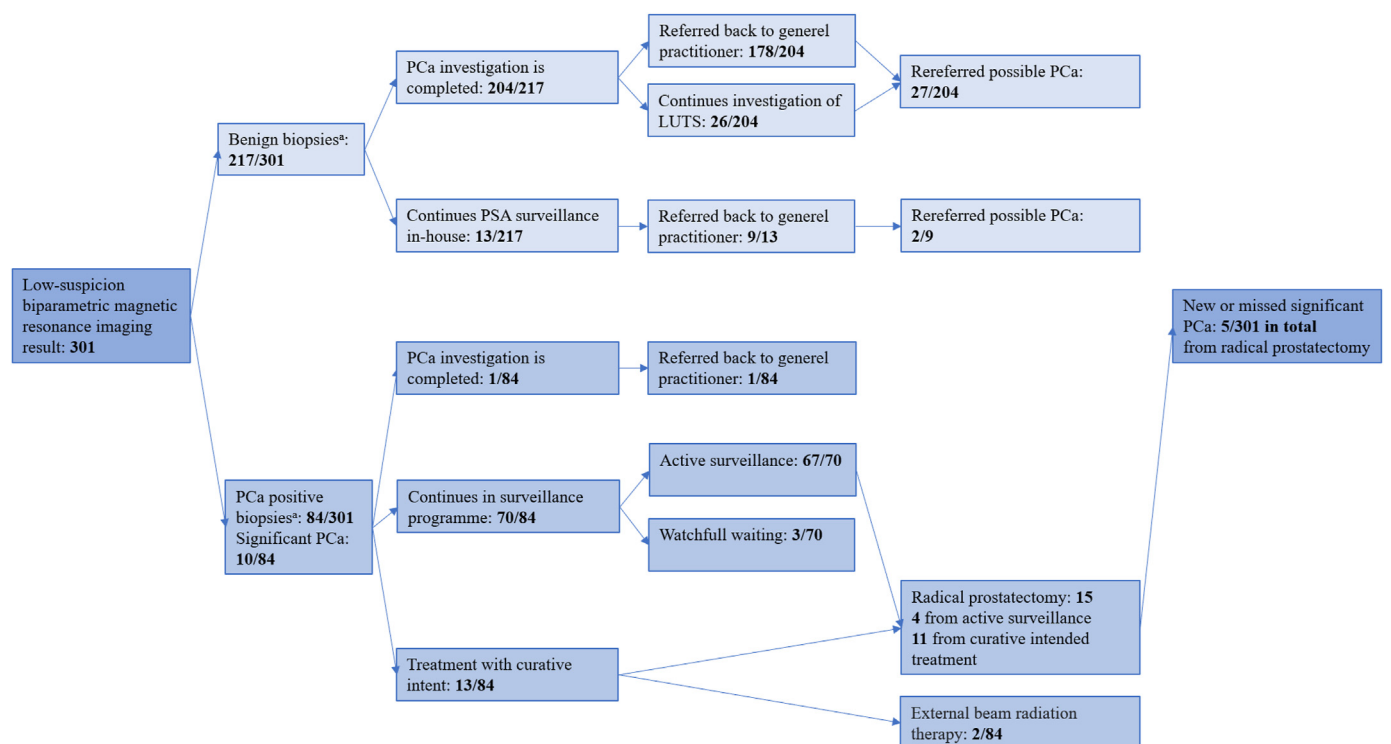 Low-suspicion
biparametric magnetic
resonance imaging
result: 301
Benign biopsiesᵃ:
217/301
PCa investigation is
completed: 204/217
Referred back to generel
practitioner: 178/204
Continues investigation of
LUTS: 26/204
Rereferred possible PCa:
27/204
Continues PSA surveillance
in-house: 13/217
Referred back to generel
practitioner: 9/13
Rereferred possible PCa:
2/9
PCa positive
biopsiesᵃ: 84/301
Significant PCa:
10/84
PCa investigation is
completed: 1/84
Referred back to generel
practitioner: 1/84
Continues in surveillance
programme: 70/84
Active surveillance: 67/70
Watchfull waiting: 3/70
Treatment with curative
intent: 13/84
Radical prostatectomy: 15
4 from active surveillance
11 from curative intended
treatment
External beam radiation
therapy: 2/84
New or missed significant
PCa: 5/301 in total
from radical prostatectomy